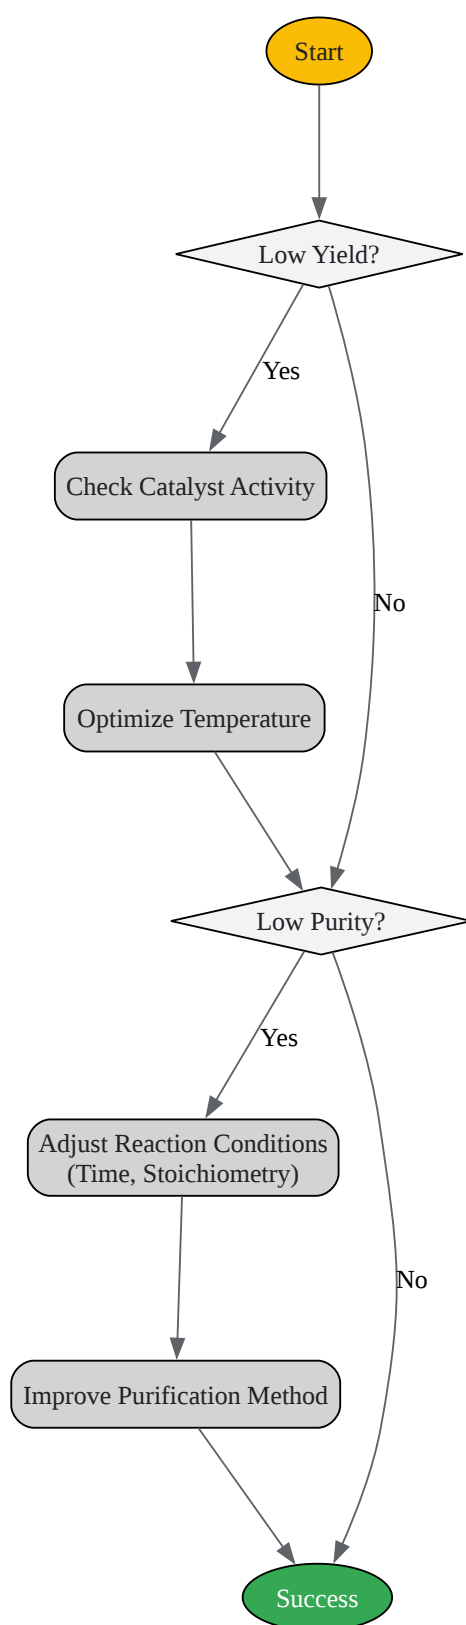 Start
Low Yield?
Yes
Check Catalyst Activity
No
Optimize Temperature
Low Purity?
Yes
Adjust Reaction Conditions
(Time, Stoichiometry)
No
Improve Purification Method
Success